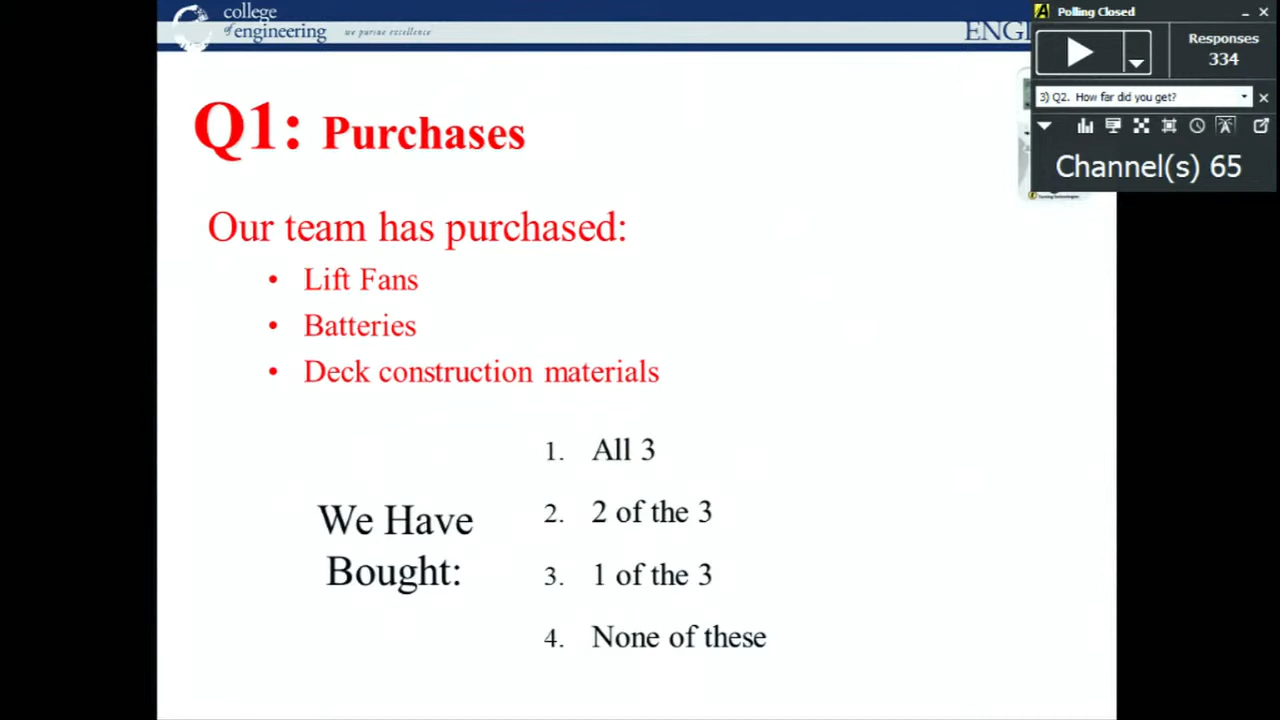 college
of engineering
we pursue excellence
ENGI
Polling Closed
Responses
334
3) Q2. How far did you get?
Channel(s) 65
Turning Technologies
Q1: Purchases
Our team has purchased:
• Lift Fans
• Batteries
• Deck construction materials
We Have
Bought:
1. All 3
2. 2 of the 3
3. 1 of the 3
4. None of these